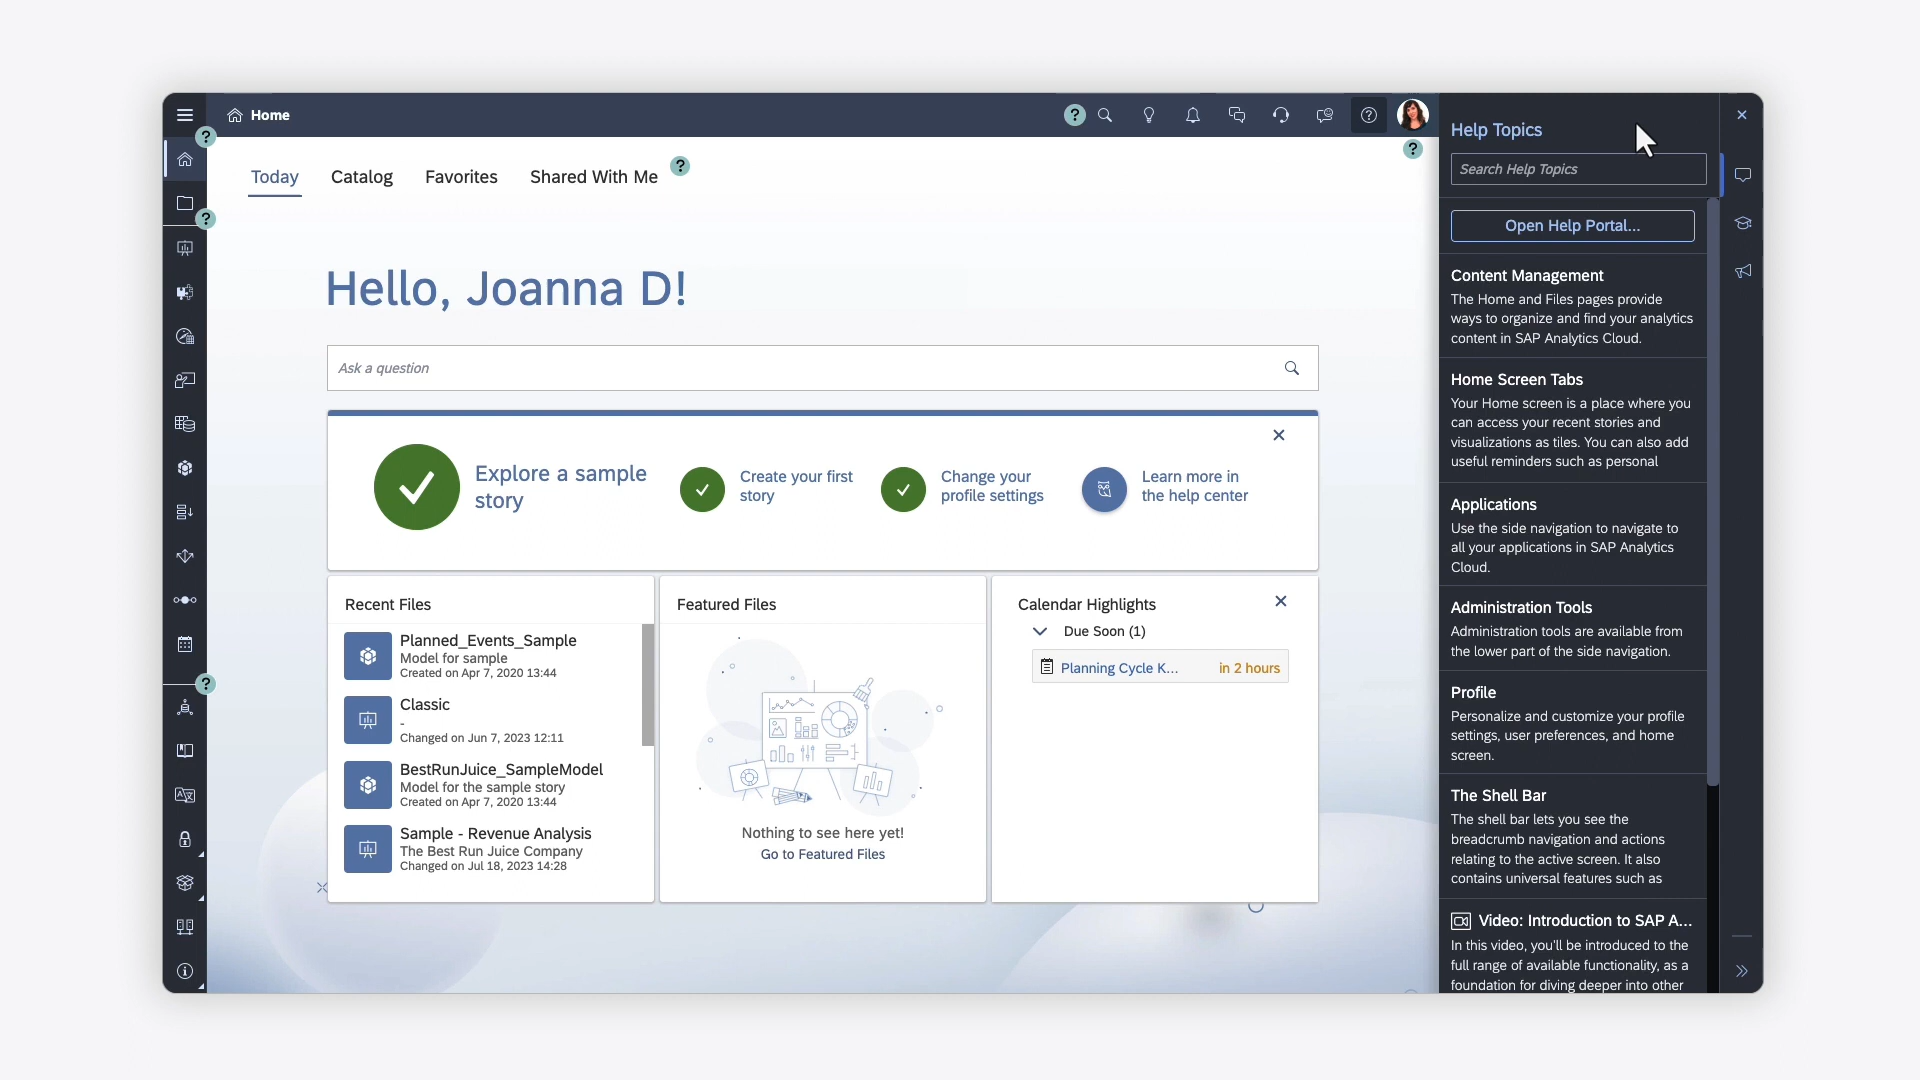 Home
?
?
?
?
?
?
Today
Catalog
Favorites
Shared With Me
Hello, Joanna D!
Ask a question
Explore a sample
story
Create your first
story
Change your
profile settings
Learn more in
the help center
Recent Files
Planned_Events_Sample
Model for sample
Created on Apr 7, 2020 13:44
Classic
-
Changed on Jun 7, 2023 12:11
BestRunJuice_SampleModel
Model for the sample story
Created on Apr 7, 2020 13:44
Sample - Revenue Analysis
The Best Run Juice Company
Changed on Jul 18, 2023 14:28
Featured Files
Nothing to see here yet!
Go to Featured Files
Calendar Highlights
Due Soon (1)
Planning Cycle K...
in 2 hours
Help Topics
Search Help Topics
Open Help Portal...
Content Management
The Home and Files pages provide
ways to organize and find your analytics
content in SAP Analytics Cloud.
Home Screen Tabs
Your Home screen is a place where you
can access your recent stories and
visualizations as tiles. You can also add
useful reminders such as personal
Applications
Use the side navigation to navigate to
all your applications in SAP Analytics
Cloud.
Administration Tools
Administration tools are available from
the lower part of the side navigation.
Profile
Personalize and customize your profile
settings, user preferences, and home
screen.
The Shell Bar
The shell bar lets you see the
breadcrumb navigation and actions
relating to the active screen. It also
contains universal features such as
Video: Introduction to SAP A...
In this video, you'll be introduced to the
full range of available functionality, as a
foundation for diving deeper into other